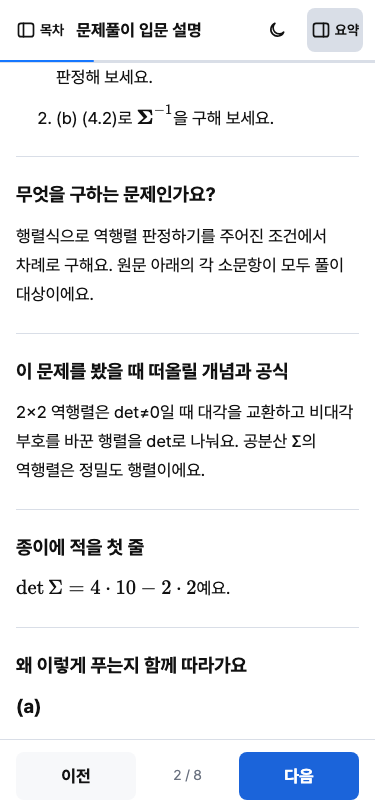 목차 문제풀이 입문 설명 요약
판정해 보세요.
2. (b) (4.2)로 Σ⁻¹을 구해 보세요.
무엇을 구하는 문제인가요?
행렬식으로 역행렬 판정하기를 주어진 조건에서
차례로 구해요. 원문 아래의 각 소문항이 모두 풀이
대상이에요.
이 문제를 봤을 때 떠올릴 개념과 공식
2×2 역행렬은 det≠0일 때 대각을 교환하고 비대각
부호를 바꾼 행렬을 det로 나눠요. 공분산 Σ의
역행렬은 정밀도 행렬이에요.
종이에 적을 첫 줄
det Σ = 4 · 10 − 2 · 2예요.
왜 이렇게 푸는지 함께 따라가요
(a)
이전 2 / 8 다음